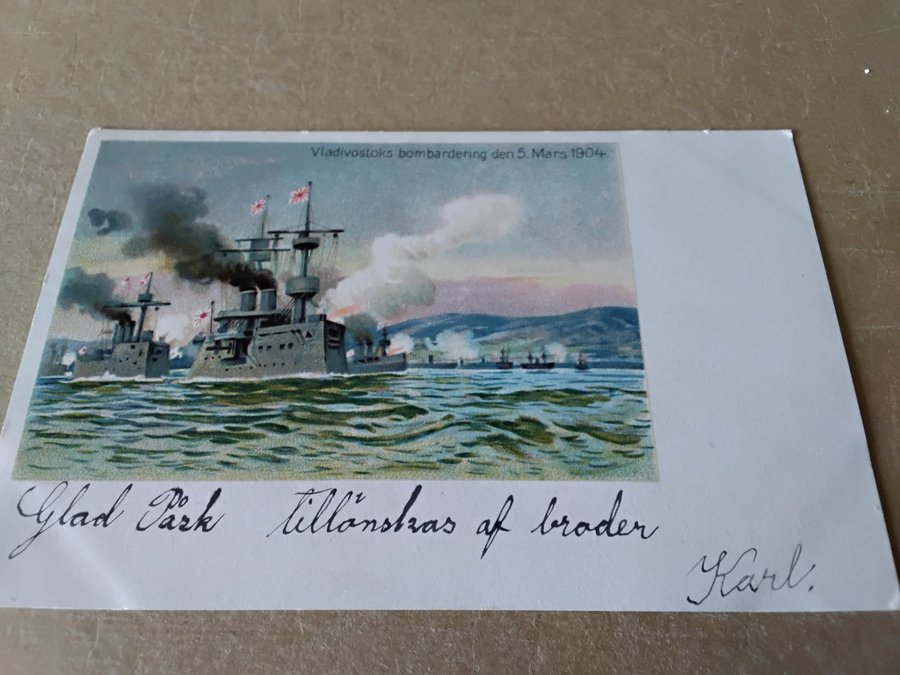 Vladivostoks bombardering den 5. Mars 1904.
Glad Påsk tillönskas af broder
Karl.